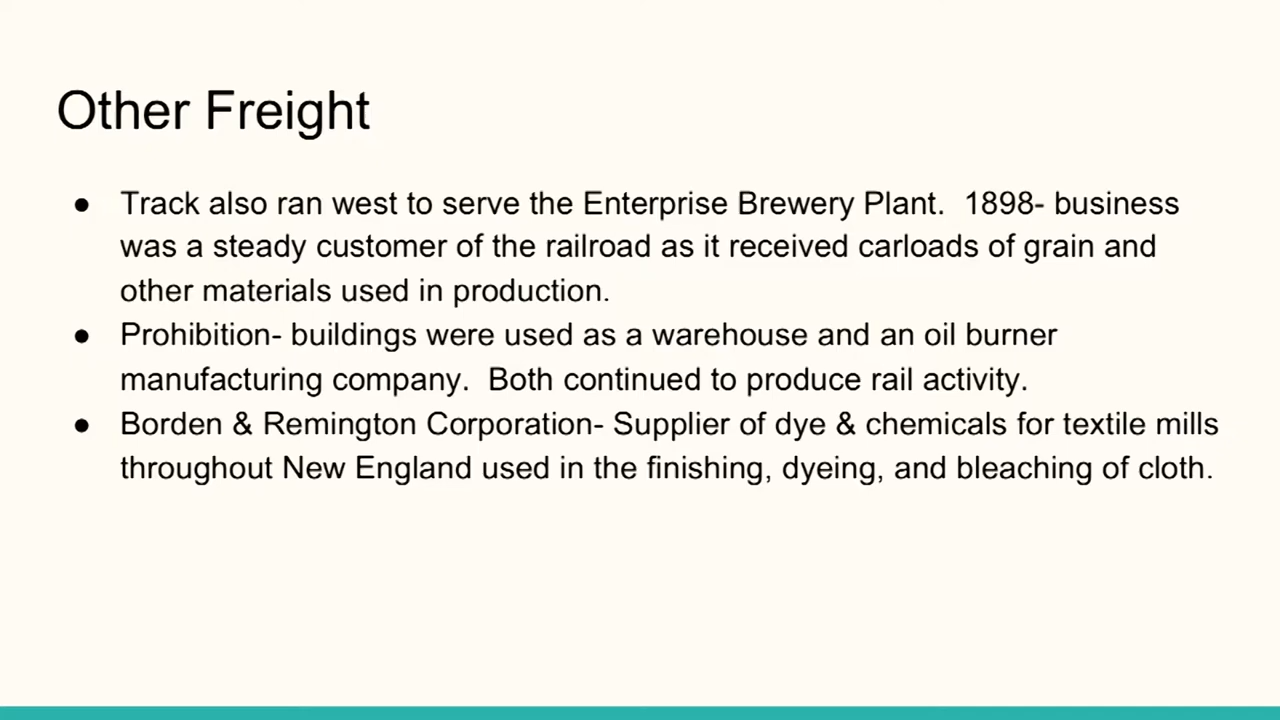 Other Freight
● Track also ran west to serve the Enterprise Brewery Plant.  1898- business
was a steady customer of the railroad as it received carloads of grain and
other materials used in production.
● Prohibition- buildings were used as a warehouse and an oil burner
manufacturing company.  Both continued to produce rail activity.
● Borden & Remington Corporation- Supplier of dye & chemicals for textile mills
throughout New England used in the finishing, dyeing, and bleaching of cloth.